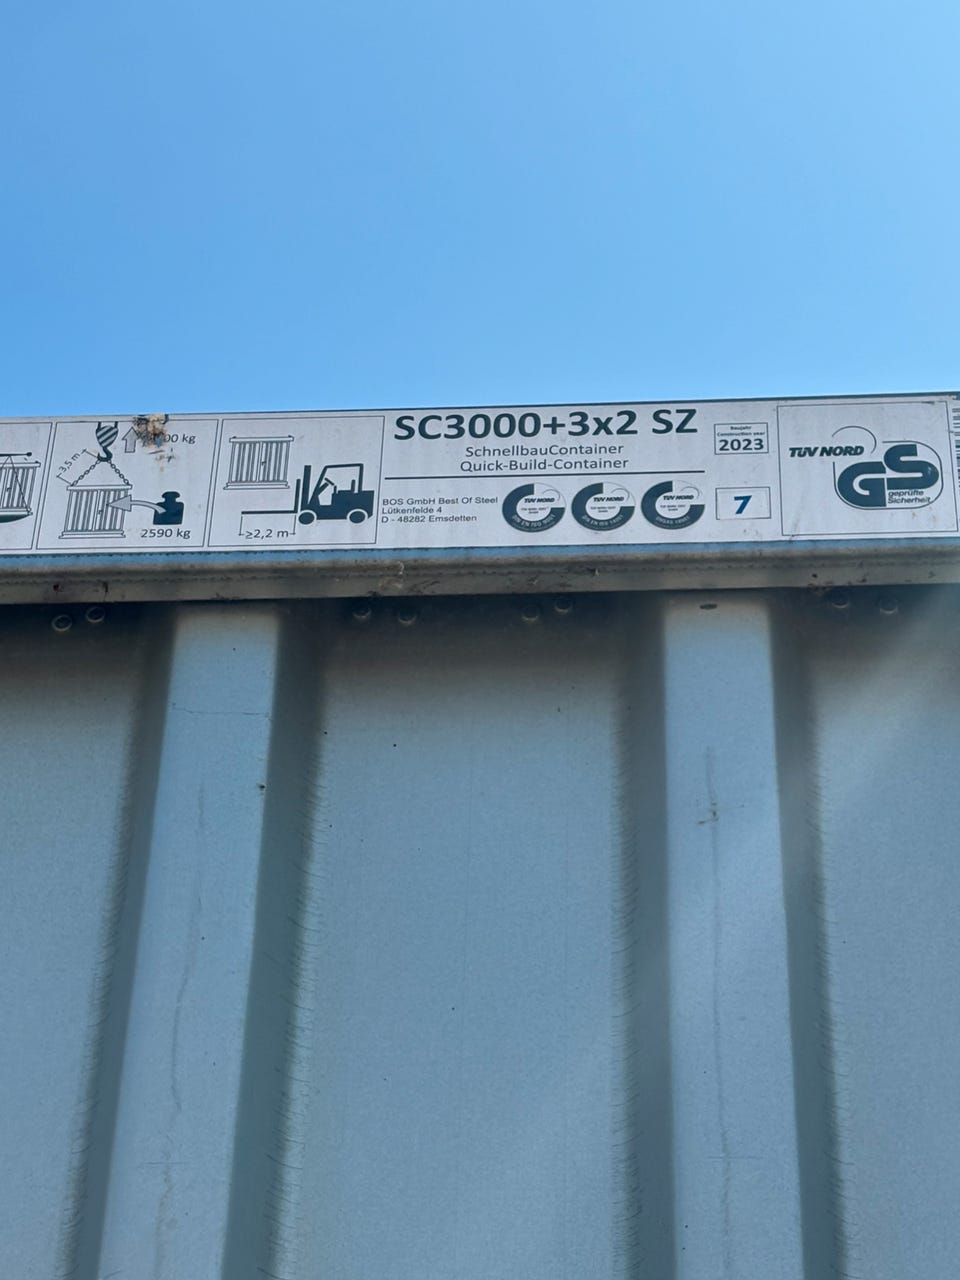 3,5 m
00 kg
2590 kg
≥2,2 m
SC3000+3x2 SZ
SchnellbauContainer
Quick-Build-Container
BOS GmbH Best Of Steel
Lütkenfelde 4
D - 48282 Emsdetten
TÜV NORD
TÜV NORD
TÜV NORD
Baujahr
Construction year
2023
7
TÜV NORD
GS
geprüfte
Sicherheit